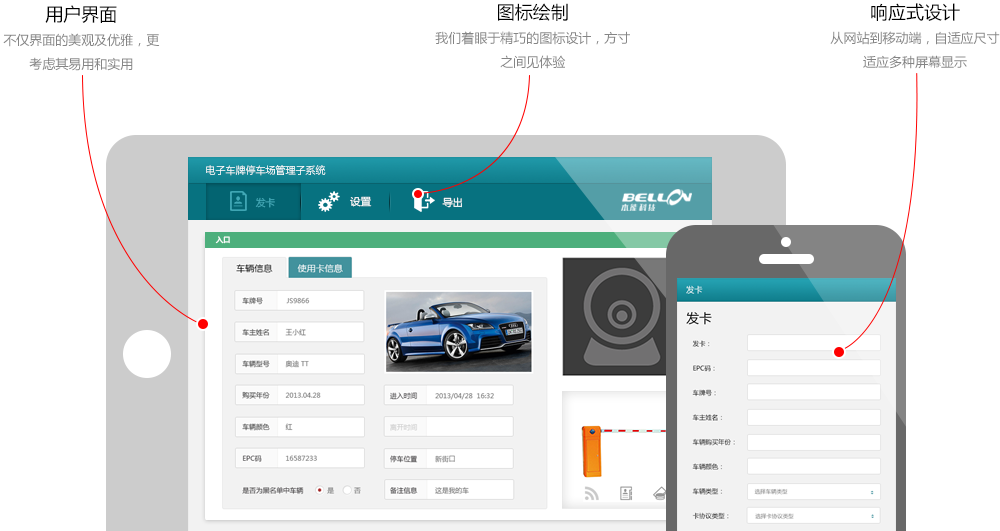 用户界面
不仅界面的美观及优雅，更
考虑其易用和实用
图标绘制
我们着眼于精巧的图标设计，方寸
之间见体验
响应式设计
从网站到移动端，自适应尺寸
适应多种屏幕显示
电子车牌停车场管理子系统
发卡
设置
导出
BELLON
本能科技
入口
车辆信息
使用卡信息
车牌号 JS9866
车主姓名 王小红
车辆型号 奥迪 TT
购买年份 2013.04.28
进入时间 2013/04/28 16:32
车辆颜色 红
离开时间
EPC码 16587233
停车位置 新街口
是否为黑名单中车辆 是 否
备注信息 这是我的车
发卡
发卡
发卡：
EPC码：
车牌号：
车主姓名：
车辆购买年份：
车辆颜色：
车辆类型： 选择车辆类型
卡协议类型： 选择卡协议类型